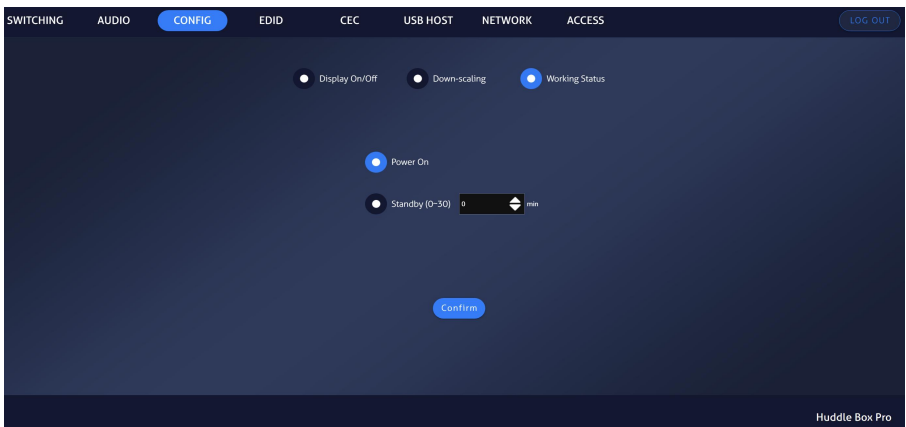 SWITCHING AUDIO CONFIG EDID CEC USB HOST NETWORK ACCESS LOG OUT
Display On/Off Down-scaling Working Status
Power On
Standby (0~30) 0 min
Confirm
Huddle Box Pro